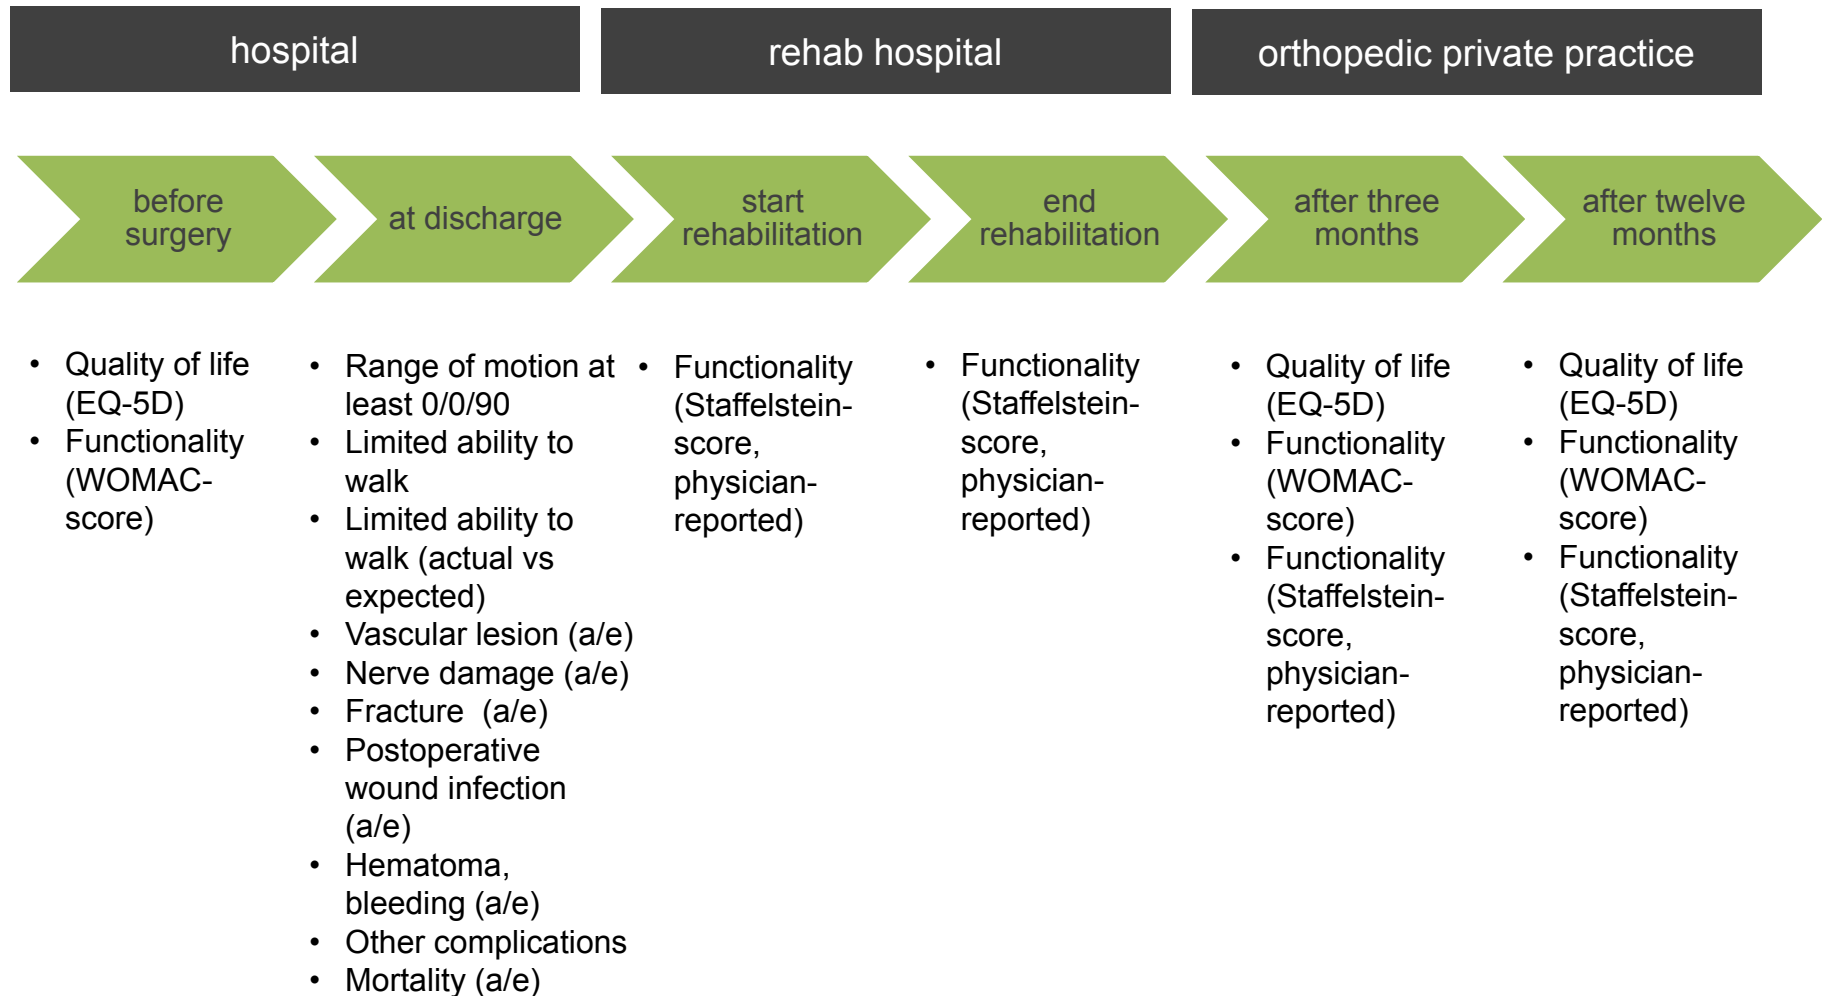 hospital
rehab hospital
orthopedic private practice
before
surgery
at discharge
start
rehabilitation
end
rehabilitation
after three
months
after twelve
months
• Quality of life
(EQ-5D)
• Functionality
(WOMAC-
score)
• Range of motion at
least 0/0/90
• Limited ability to
walk
• Limited ability to
walk (actual vs
expected)
• Vascular lesion (a/e)
• Nerve damage (a/e)
• Fracture (a/e)
• Postoperative
wound infection
(a/e)
• Hematoma,
bleeding (a/e)
• Other complications
• Mortality (a/e)
• Functionality
(Staffelstein-
score,
physician-
reported)
• Functionality
(Staffelstein-
score,
physician-
reported)
• Quality of life
(EQ-5D)
• Functionality
(WOMAC-
score)
• Functionality
(Staffelstein-
score,
physician-
reported)
• Quality of life
(EQ-5D)
• Functionality
(WOMAC-
score)
• Functionality
(Staffelstein-
score,
physician-
reported)